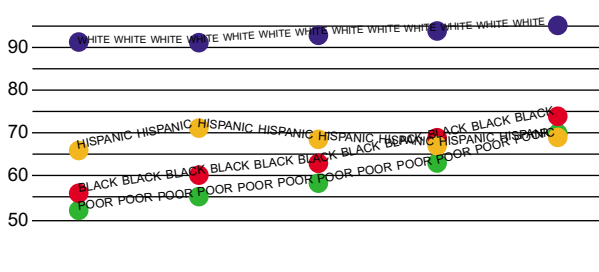 90
WHITE WHITE WHITE WHITE WHITE WHITE WHITE WHITE WHITE WHITE WHITE WHITE WHITE
80
70
HISPANIC HISPANIC HISPANIC HISPANIC HISPANIC HISPANIC HISPANIC HISPANIC
BLACK BLACK BLACK BLACK BLACK BLACK BLACK BLACK BLACK BLACK BLACK
60
POOR POOR POOR POOR POOR POOR POOR POOR POOR POOR POOR POOR
50